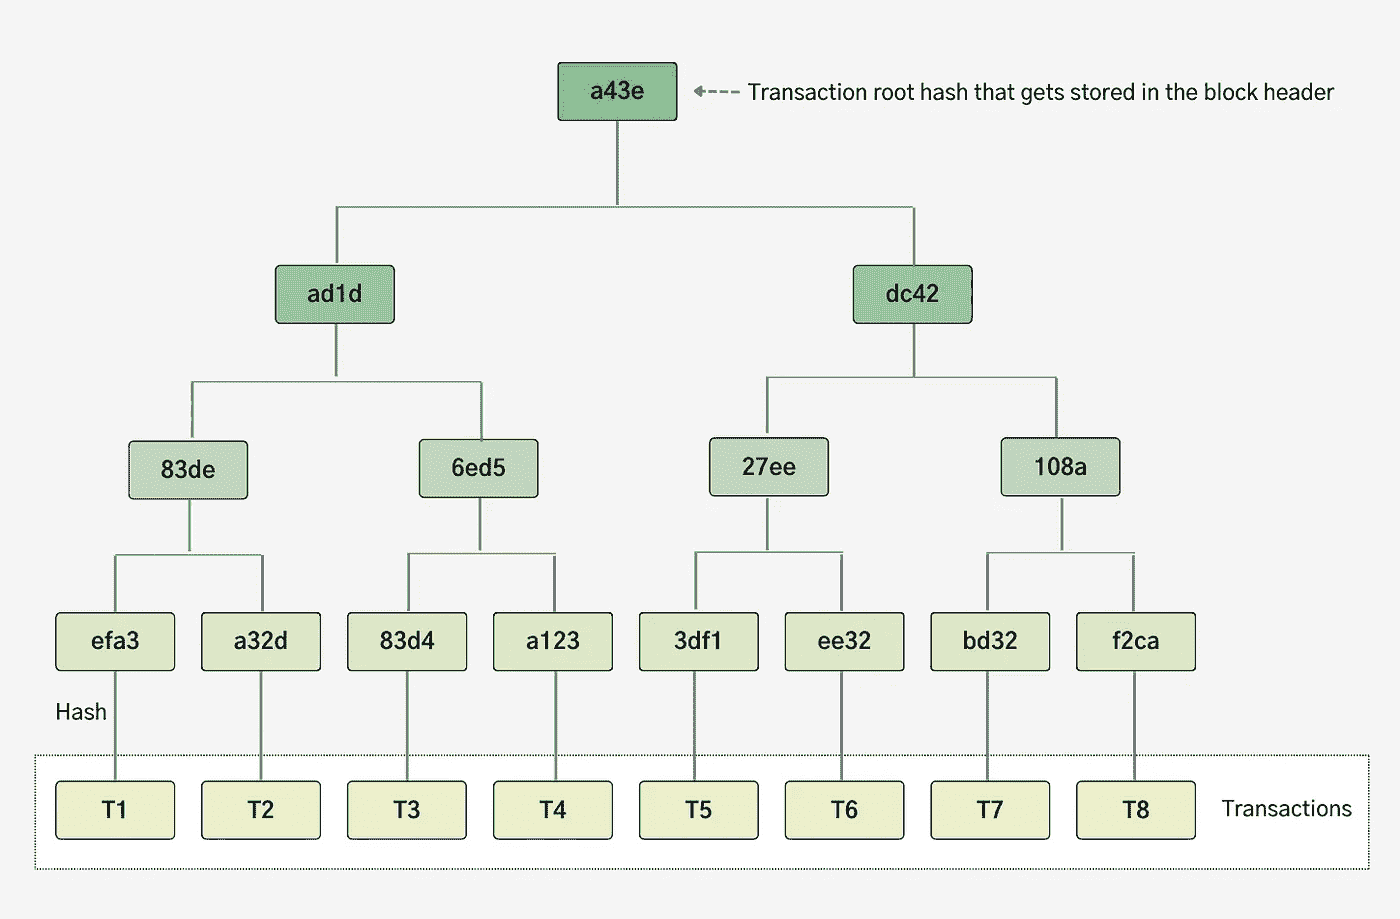 a43e
Transaction root hash that gets stored in the block header
ad1d
dc42
83de
6ed5
27ee
108a
efa3
a32d
83d4
a123
3df1
ee32
bd32
f2ca
Hash
T1
T2
T3
T4
T5
T6
T7
T8
Transactions